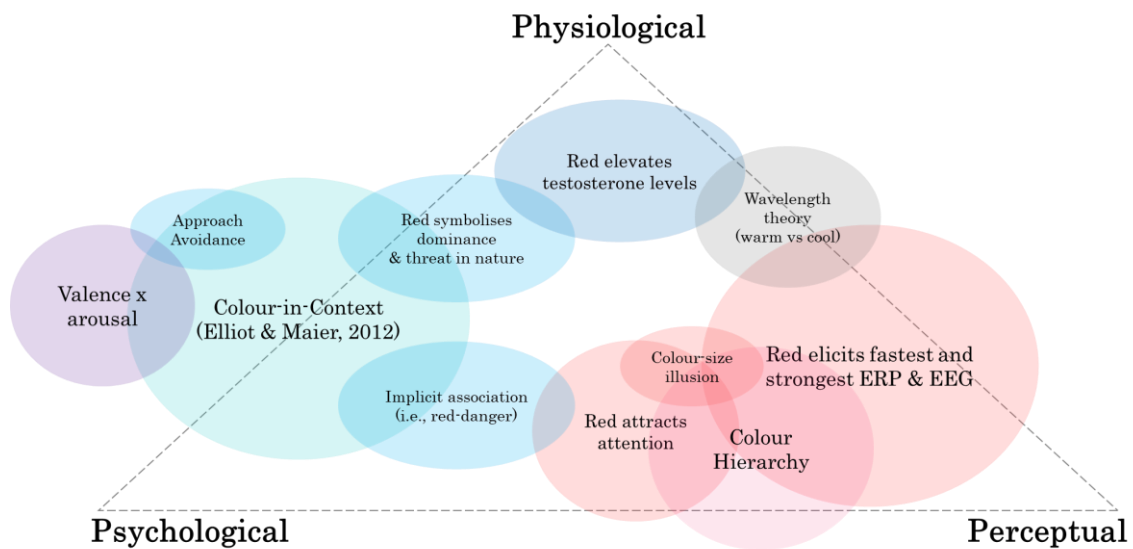 Physiological
Red elevates
testosterone levels
Wavelength
theory
(warm vs cool)
Approach
Avoidance
Red symbolises
dominance
& threat in nature
Valence x
arousal
Colour-in-Context
(Elliot & Maier, 2012)
Colour-size
illusion
Red elicits fastest and
strongest ERP & EEG
Implicit association
(i.e., red-danger)
Red attracts
attention
Colour
Hierarchy
Psychological
Perceptual